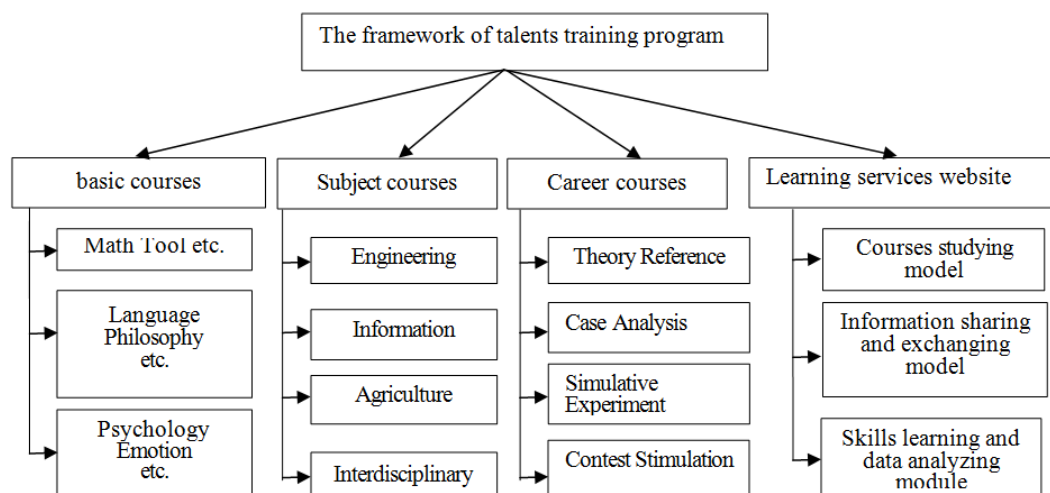 The framework of talents training program
basic courses
Math Tool etc.
Language
Philosophy
etc.
Psychology
Emotion
etc.
Subject courses
Engineering
Information
Agriculture
Interdisciplinary
Career courses
Theory Reference
Case Analysis
Simulative
Experiment
Contest Stimulation
Learning services website
Courses studying
model
Information sharing
and exchanging
model
Skills learning and
data analyzing
module